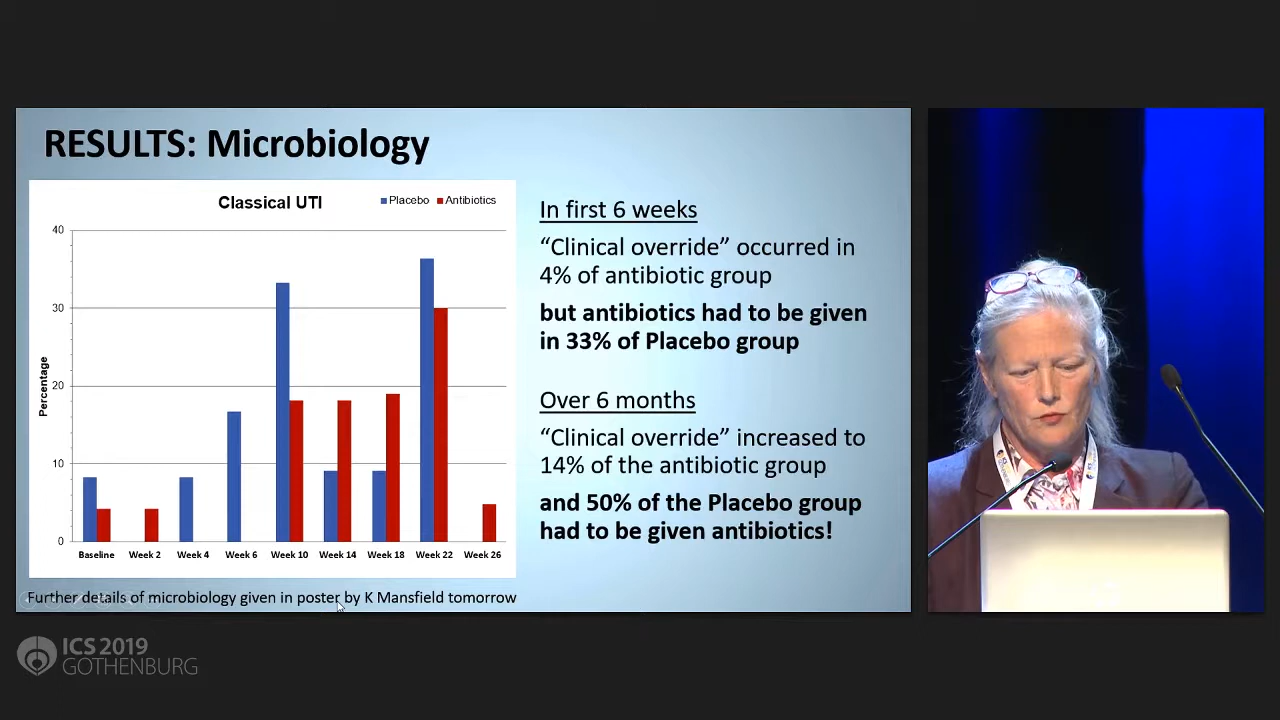 RESULTS: Microbiology
Classical UTI
Placebo
Antibiotics
40
30
20
10
0
Percentage
Baseline
Week 2
Week 4
Week 6
Week 10
Week 14
Week 18
Week 22
Week 26
Further details of microbiology given in poster by K Mansfield tomorrow
In first 6 weeks
“Clinical override” occurred in
4% of antibiotic group
but antibiotics had to be given
in 33% of Placebo group
Over 6 months
“Clinical override” increased to
14% of the antibiotic group
and 50% of the Placebo group
had to be given antibiotics!
ICS 2019
GOTHENBURG